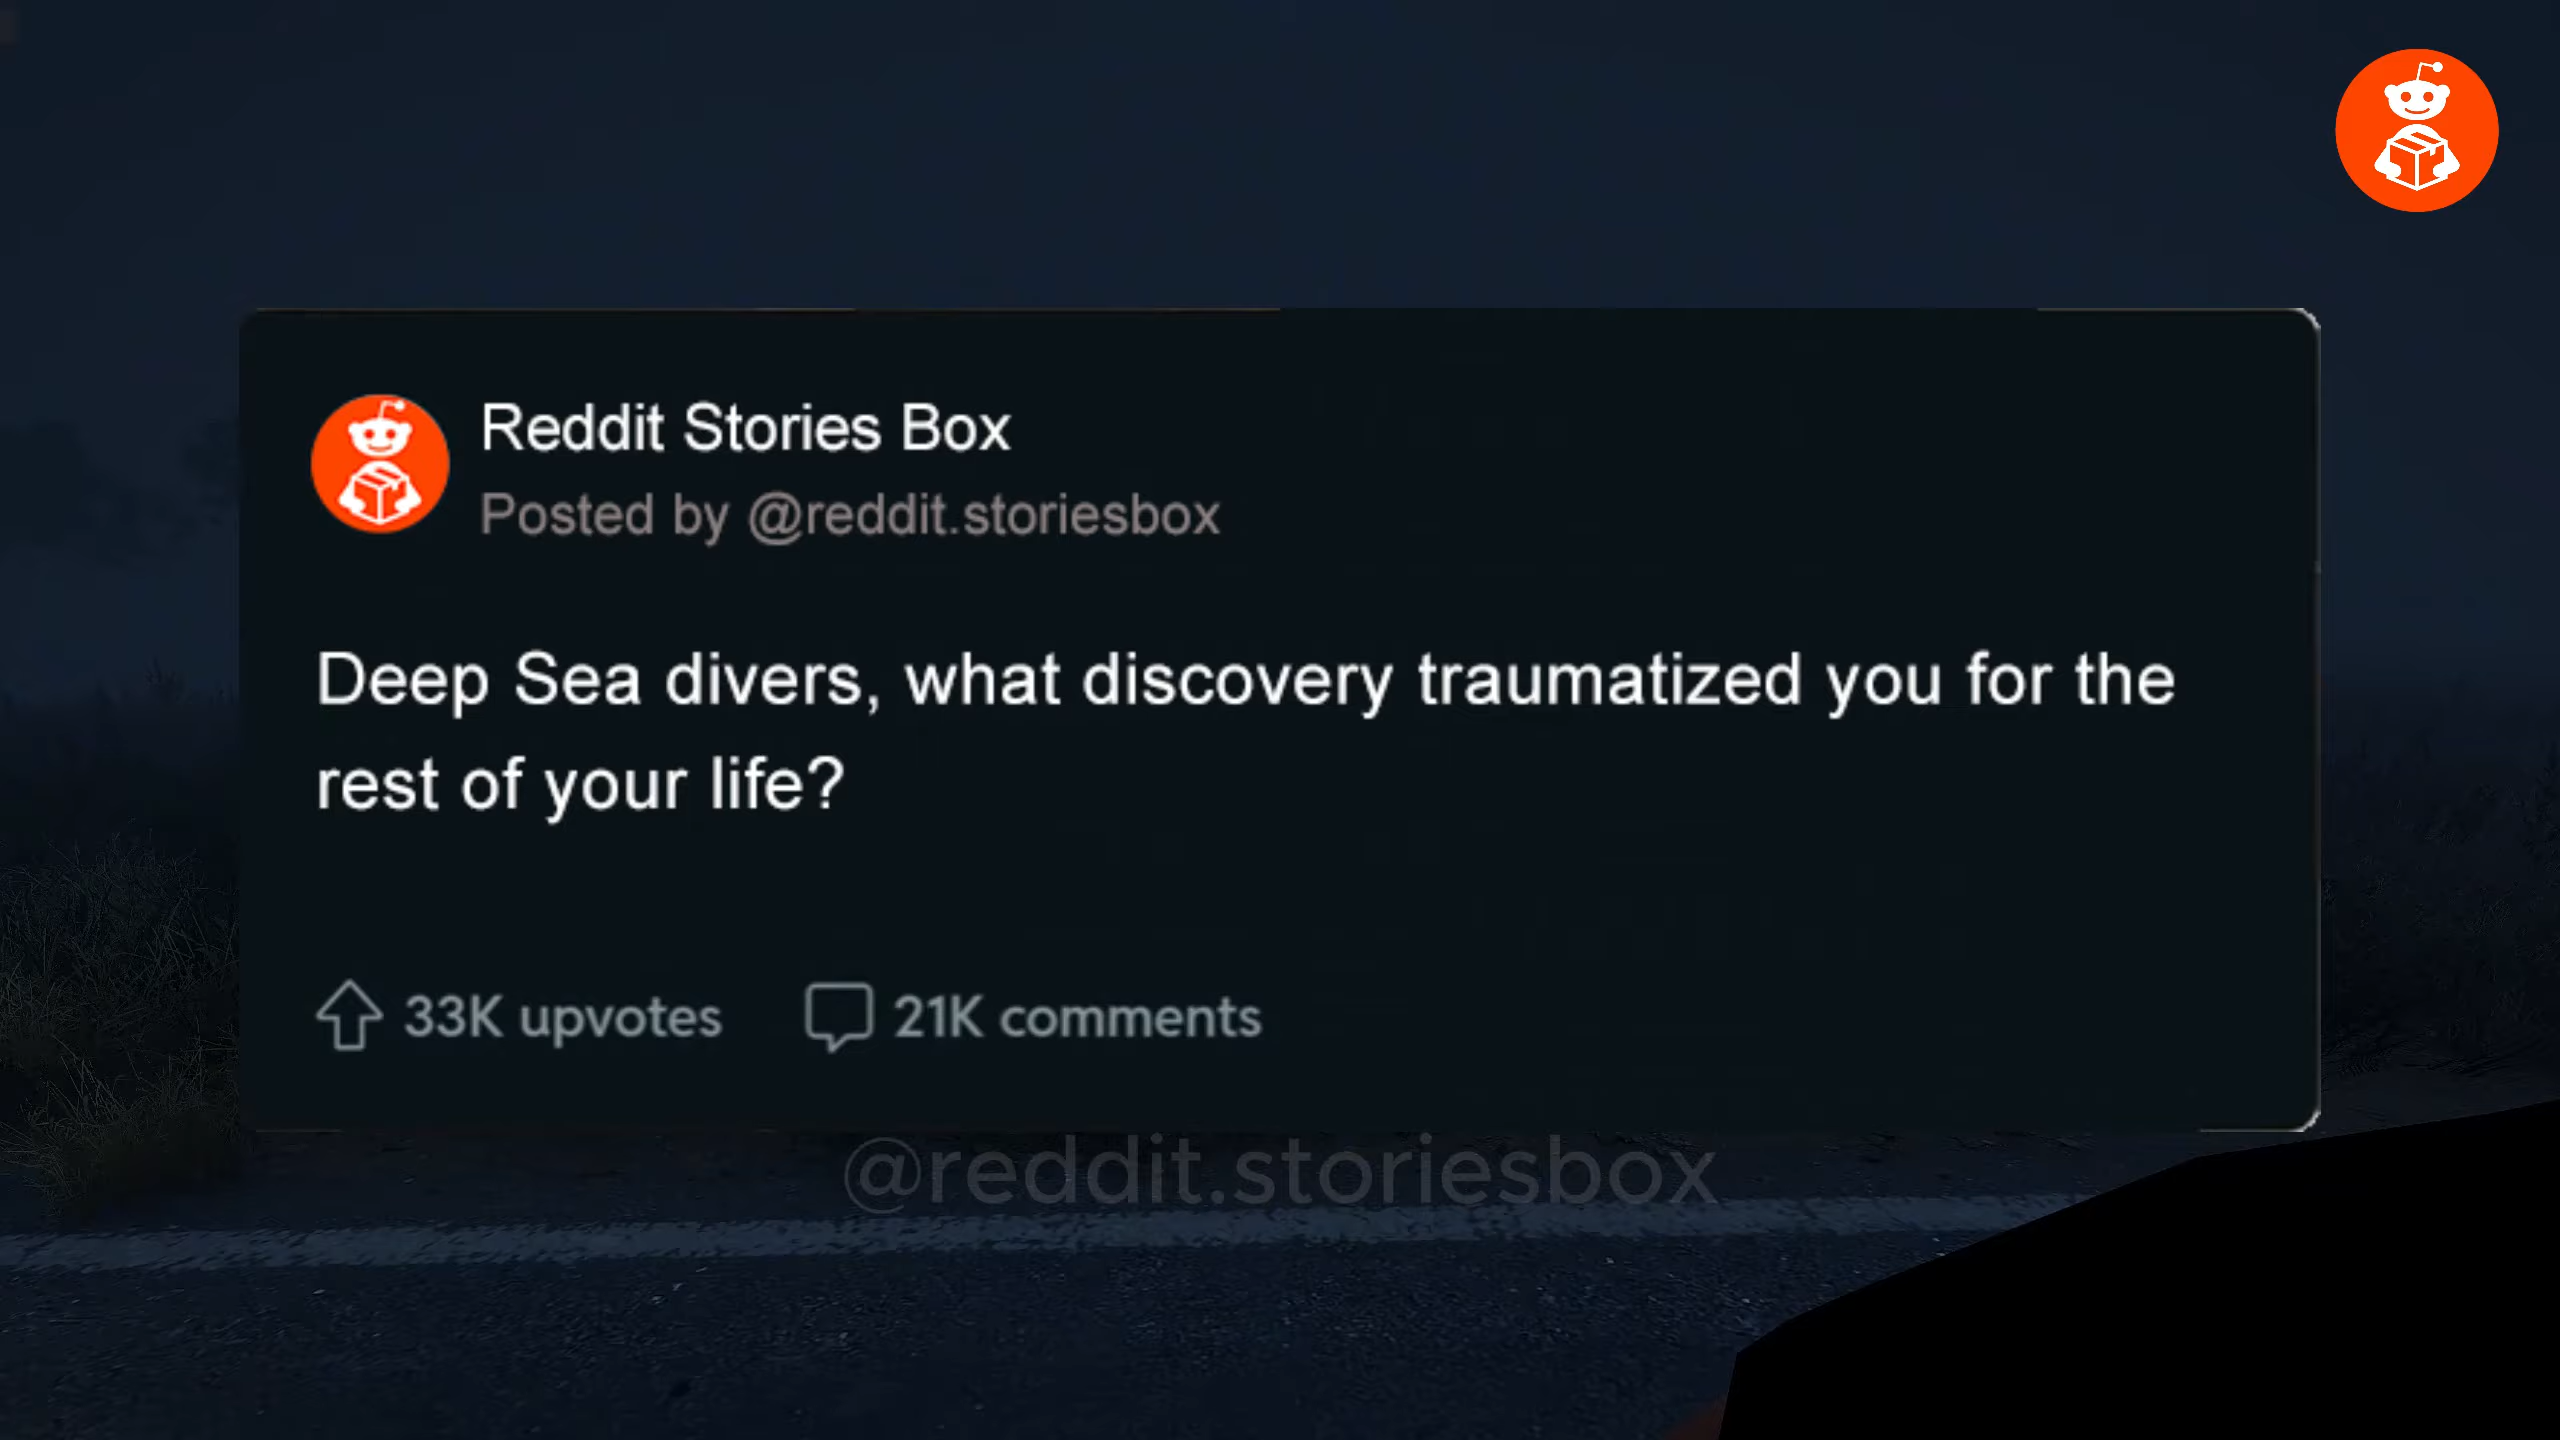 Reddit Stories Box
Posted by @reddit.storiesbox
Deep Sea divers, what discovery traumatized you for the
rest of your life?
33K upvotes
21K comments
@reddit.storiesbox